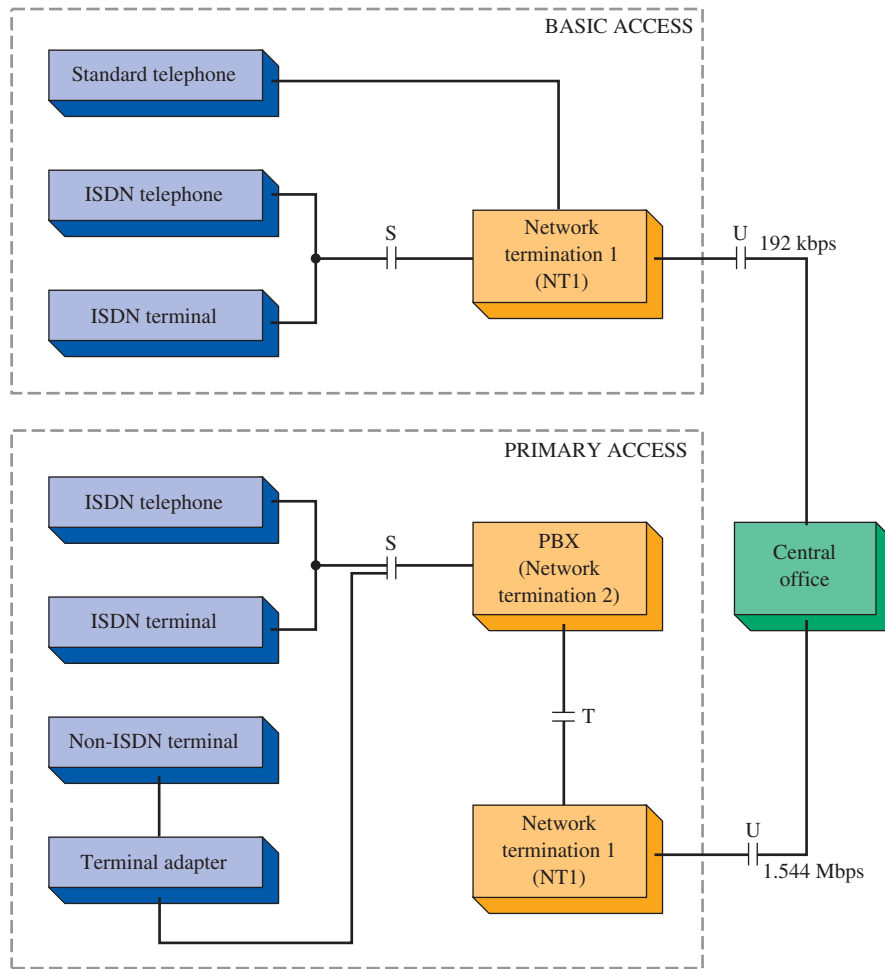 BASIC ACCESS
Standard telephone
ISDN telephone
S
Network
termination 1
(NT1)
U
192 kbps
ISDN terminal
PRIMARY ACCESS
ISDN telephone
S
PBX
(Network
termination 2)
Central
office
ISDN terminal
T
Non-ISDN terminal
Network
termination 1
(NT1)
U
1.544 Mbps
Terminal adapter